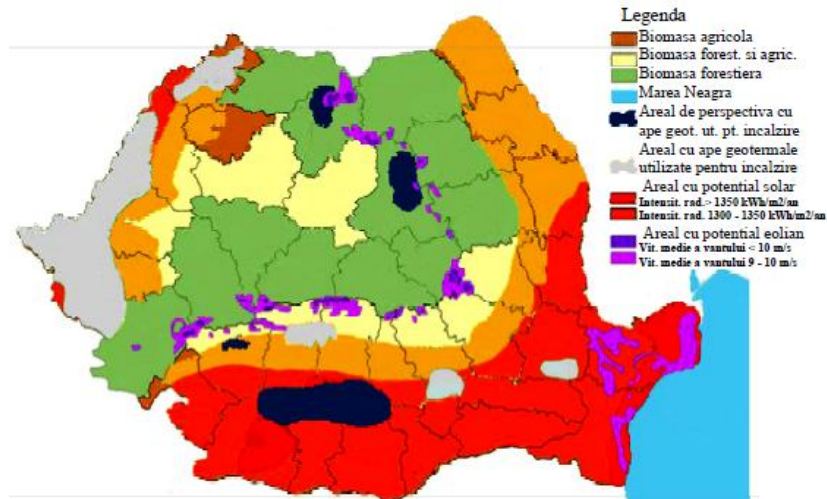 Legenda
Biomasa agricola
Biomasa forest. si agric.
Biomasa forestiera
Marea Neagra
Areal de perspectiva cu
ape geot. ut. pt. incalzire
Areal cu ape geotermale
utilizate pentru incalzire
Areal cu potential solar
Intensit. rad.> 1350 kWh/m2/an
Intensit. rad. 1300 - 1350 kWh/m2/an
Areal cu potential eolian
Vit. medie a vantului < 10 m/s
Vit. medie a vantului 9 - 10 m/s